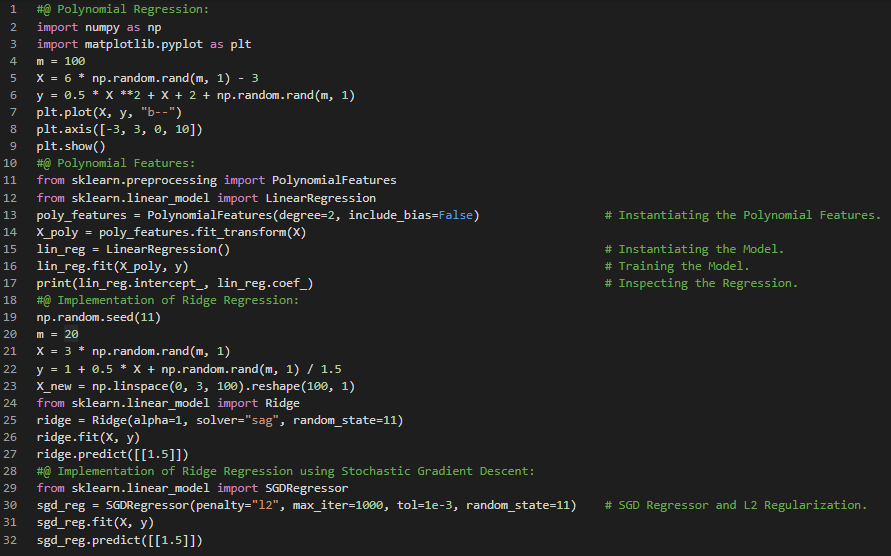 1 #@ Polynomial Regression:
2 import numpy as np
3 import matplotlib.pyplot as plt
4 m = 100
5 X = 6 * np.random.rand(m, 1) - 3
6 y = 0.5 * X **2 + X + 2 + np.random.rand(m, 1)
7 plt.plot(X, y, "b--")
8 plt.axis([-3, 3, 0, 10])
9 plt.show()
10 #@ Polynomial Features:
11 from sklearn.preprocessing import PolynomialFeatures
12 from sklearn.linear_model import LinearRegression
13 poly_features = PolynomialFeatures(degree=2, include_bias=False) # Instantiating the Polynomial Features.
14 X_poly = poly_features.fit_transform(X)
15 lin_reg = LinearRegression() # Instantiating the Model.
16 lin_reg.fit(X_poly, y) # Training the Model.
17 print(lin_reg.intercept_, lin_reg.coef_) # Inspecting the Regression.
18 #@ Implementation of Ridge Regression:
19 np.random.seed(11)
20 m = 20
21 X = 3 * np.random.rand(m, 1)
22 y = 1 + 0.5 * X + np.random.rand(m, 1) / 1.5
23 X_new = np.linspace(0, 3, 100).reshape(100, 1)
24 from sklearn.linear_model import Ridge
25 ridge = Ridge(alpha=1, solver="sag", random_state=11)
26 ridge.fit(X, y)
27 ridge.predict([[1.5]])
28 #@ Implementation of Ridge Regression using Stochastic Gradient Descent:
29 from sklearn.linear_model import SGDRegressor
30 sgd_reg = SGDRegressor(penalty="l2", max_iter=1000, tol=1e-3, random_state=11) # SGD Regressor and L2 Regularization.
31 sgd_reg.fit(X, y)
32 sgd_reg.predict([[1.5]])